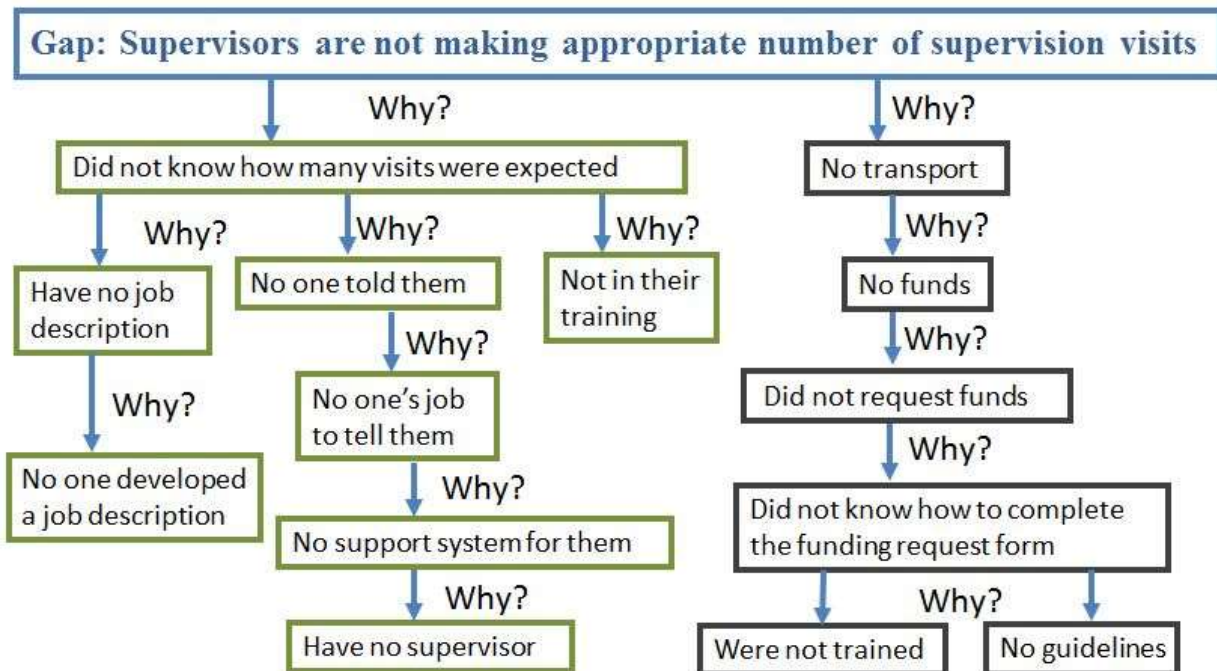 Gap: Supervisors are not making appropriate number of supervision visits
Why?
Why?
Did not know how many visits were expected
No transport
Why?
Why?
Why?
Why?
Have no job
description
No one told them
Not in their
training
No funds
Why?
Why?
Why?
No one's job
to tell them
Did not request funds
No one developed
a job description
Why?
Why?
No support system for them
Did not know how to complete
the funding request form
Why?
Why?
Have no supervisor
Were not trained
No guidelines